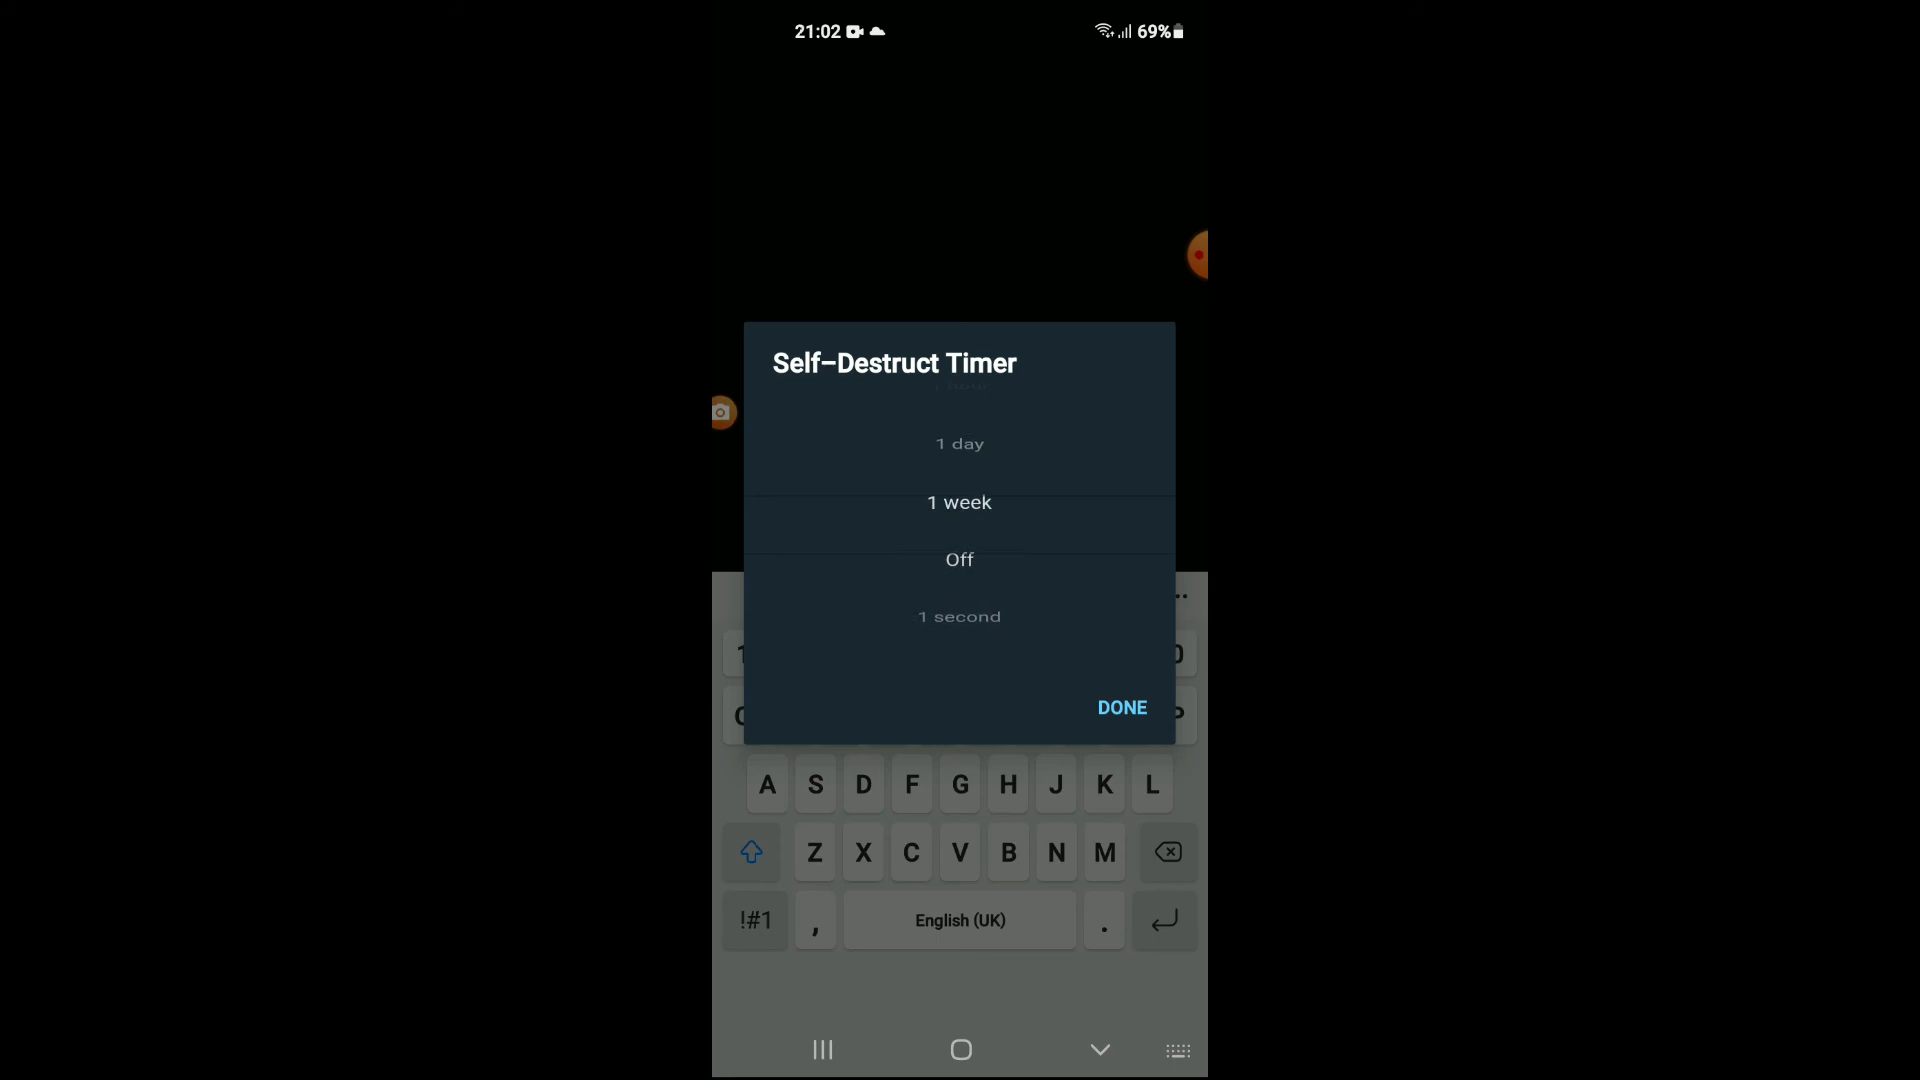 21:02 69%
Self-Destruct Timer
1 day
1 week
Off
1 second
DONE
A S D F G H J K L
Z X C V B N M
!#1 , English (UK) .